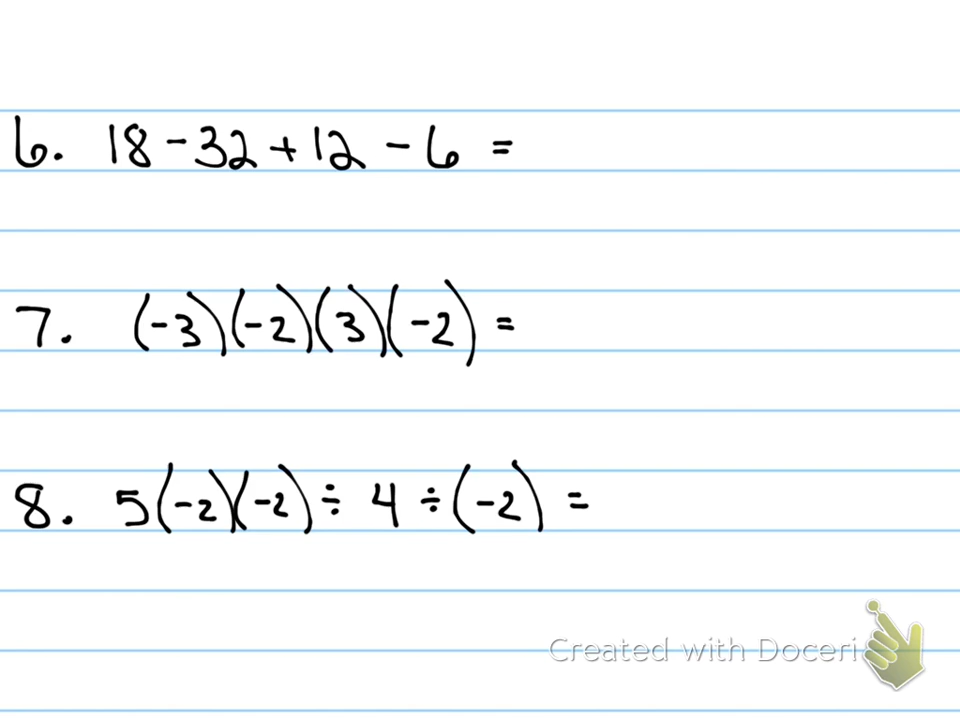 6. 18 - 32 + 12 - 6 =
7. (-3)(-2)(3)(-2) =
8. 5(-2)(-2) ÷ 4 ÷ (-2) =
Created with Doceri